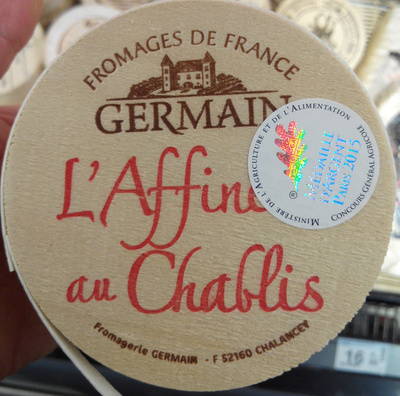 FROMAGES DE FRANCE
GERMAIN
L'Affiné
au Chablis
Fromagerie GERMAIN - F 52160 CHALANCEY
MINISTÈRE DE L'AGRICULTURE ET DE L'ALIMENTATION
MEDAILLE
D'ARGENT
PARIS 2015
CONCOURS GÉNÉRAL AGRICOLE
®